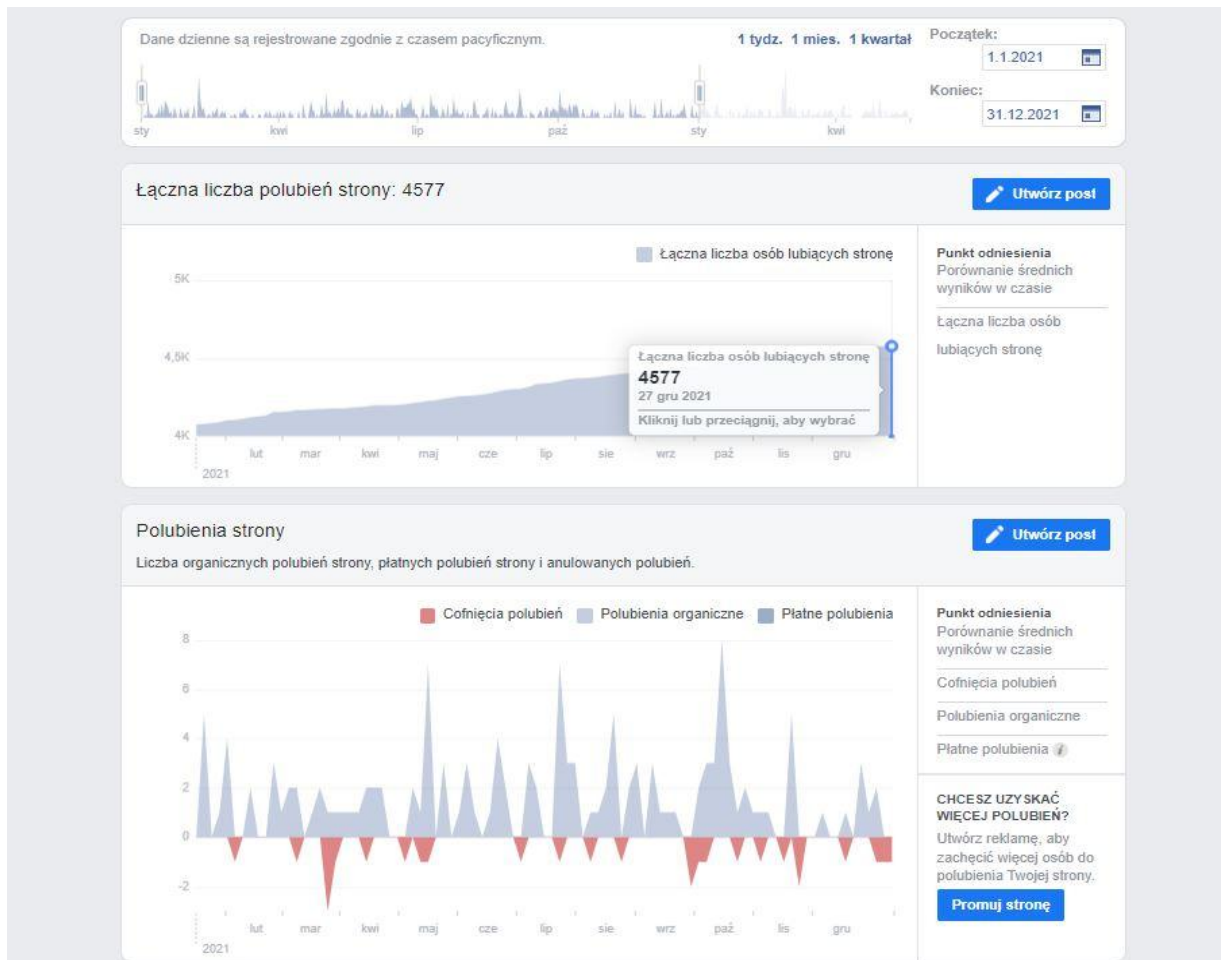 Dane dzienne są rejestrowane zgodnie z czasem pacyficznym.
1 tydz. 1 mies. 1 kwartał
Początek:
1.1.2021
Koniec:
31.12.2021
sty kwi lip paź sty kwi
Łączna liczba polubień strony: 4577
Utwórz post
Łączna liczba osób lubiących stronę
5K
4,5K
4K
Łączna liczba osób lubiących stronę
4577
27 gru 2021
Kliknij lub przeciągnij, aby wybrać
lut mar kwi maj cze lip sie wrz paź lis gru
2021
Punkt odniesienia
Porównanie średnich
wyników w czasie
Łączna liczba osób
lubiących stronę
Polubienia strony
Liczba organicznych polubień strony, płatnych polubień strony i anulowanych polubień.
Utwórz post
Cofnięcia polubień Polubienia organiczne Płatne polubienia
8
6
4
2
0
-2
lut mar kwi maj cze lip sie wrz paź lis gru
2021
Punkt odniesienia
Porównanie średnich
wyników w czasie
Cofnięcia polubień
Polubienia organiczne
Płatne polubienia i
CHCESZ UZYSKAĆ
WIĘCEJ POLUBIEŃ?
Utwórz reklamę, aby
zachęcić więcej osób do
polubienia Twojej strony.
Promuj stronę